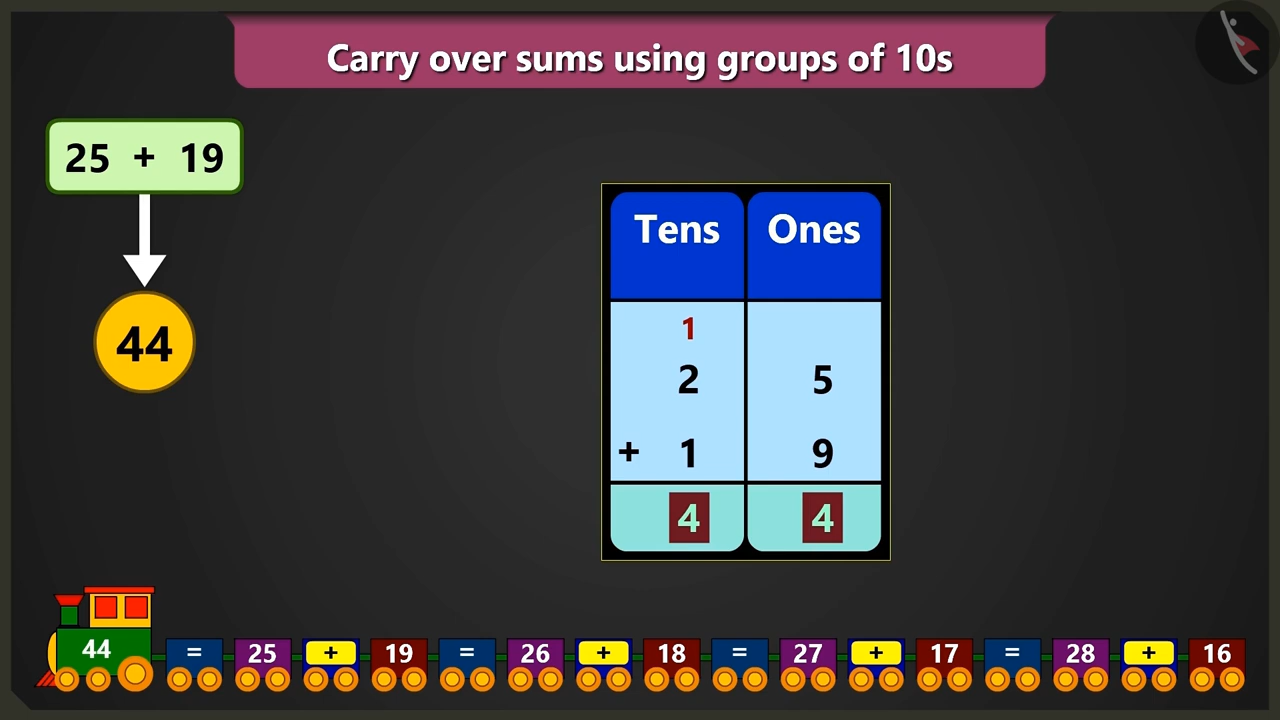 Carry over sums using groups of 10s
25 + 19
44
Tens Ones
1
2 5
+ 1 9
4 4
44 = 25 + 19 = 26 + 18 = 27 + 17 = 28 + 16